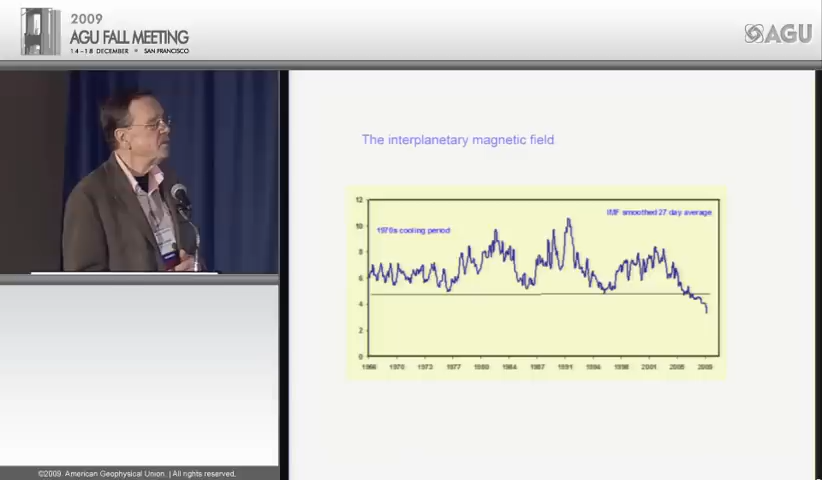 2009
AGU FALL MEETING
14-18 DECEMBER • SAN FRANCISCO
AGU
The interplanetary magnetic field
12
10
8
6
4
2
0
IMF smoothed 27 day average
1970s cooling period
1966 1970 1973 1977 1980 1984 1987 1991 1994 1998 2001 2005 2009
©2009. American Geophysical Union. | All rights reserved.